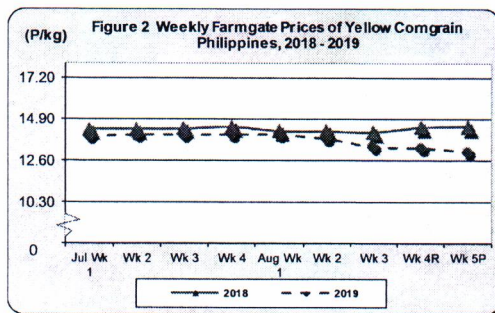 (P/kg)
Figure 2 Weekly Farmgate Prices of Yellow Corngrain
Philippines, 2018 - 2019
17.20
14.90
12.60
10.30
0
Jul Wk 1
Wk 2
Wk 3
Wk 4
Aug Wk 1
Wk 2
Wk 3
Wk 4R
Wk 5P
2018
2019